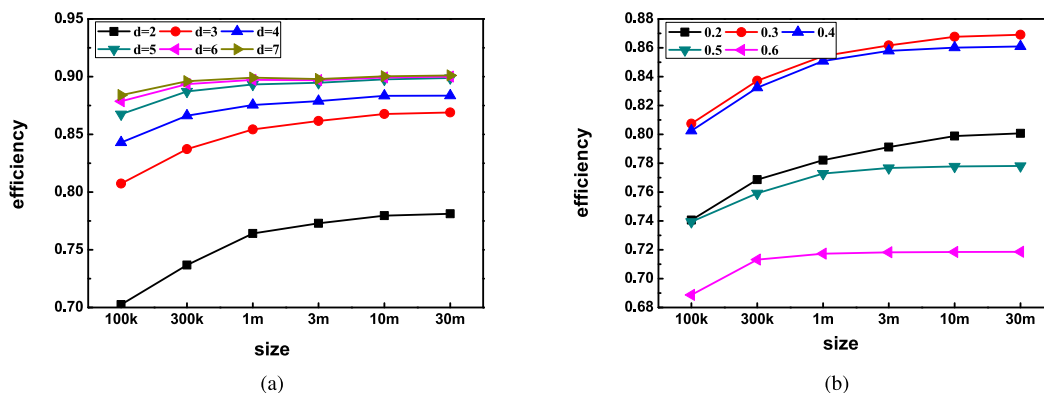 0.95
d=2 d=3 d=4
d=5 d=6 d=7
0.90
0.85
0.80
0.75
0.70
efficiency
100k 300k 1m 3m 10m 30m
size
(a)
0.88
0.2 0.3 0.4
0.5 0.6
0.86
0.84
0.82
0.80
0.78
0.76
0.74
0.72
0.70
0.68
efficiency
100k 300k 1m 3m 10m 30m
size
(b)